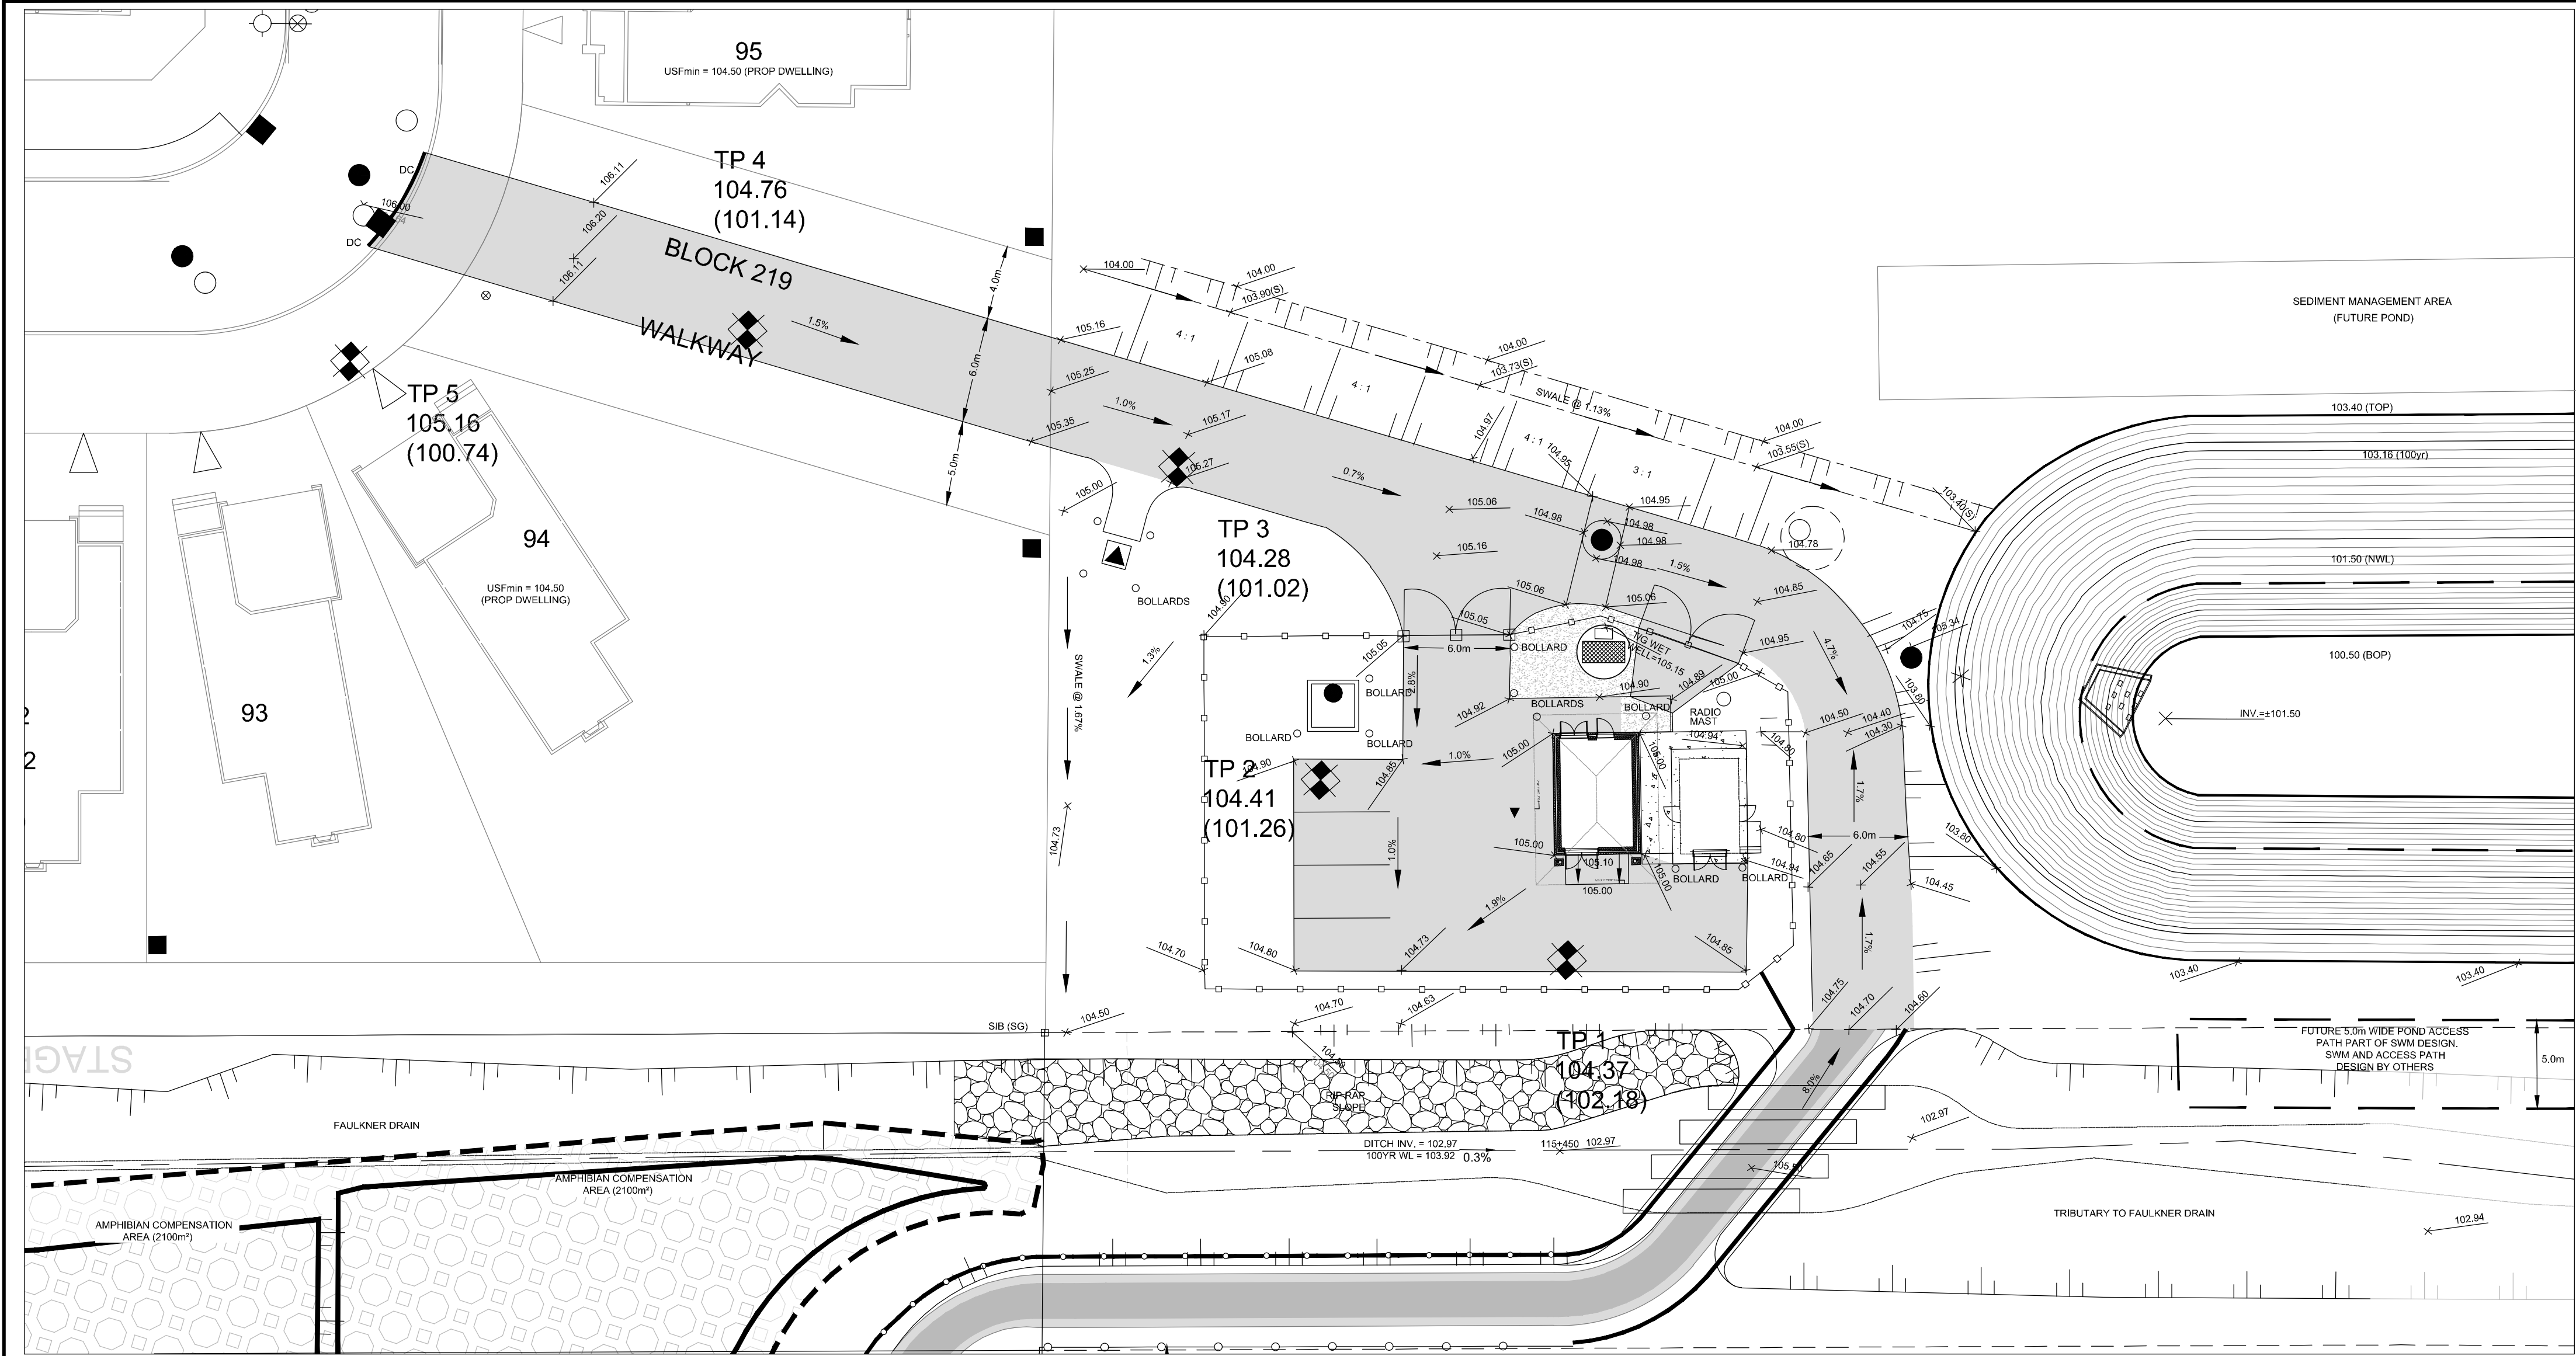 95
USFmin = 104.50 (PROP DWELLING)
TP 4
104.76
(101.14)
DC
106.00
DC
106.11
106.20
106.11
BLOCK 219
WALKWAY
1.5%
4.0m
6.0m
5.0m
104.00
104.00
103.90(S)
4 : 1
105.16
105.08
105.25
1.0%
105.17
105.35
105.27
105.00
4 : 1
104.00
103.73(S)
SWALE @ 1.13%
104.97
4 : 1
104.95
3 : 1
104.00
103.55(S)
103.40(S)
0.7%
105.06
104.95
104.98
104.98
104.98
104.98
105.16
1.5%
104.78
104.85
SEDIMENT MANAGEMENT AREA
(FUTURE POND)
103.40 (TOP)
103.16 (100yr)
101.50 (NWL)
100.50 (BOP)
INV.=±101.50
TP 5
105.16
(100.74)
94
USFmin = 104.50
(PROP DWELLING)
93
2
2
TP 3
104.28
(101.02)
BOLLARDS
104.90
105.06
105.06
105.05
105.05
6.0m
BOLLARD
T/G WET
WELL=105.15
104.95
4.7%
104.75
105.34
103.80
1.3%
SWALE @ 1.67%
104.73
BOLLARD
2.8%
BOLLARD
BOLLARD
104.92
104.90
104.89
105.00
BOLLARDS
BOLLARD
RADIO
MAST
104.50
104.40
104.30
105.00
105.00
104.94
104.80
1.0%
TP 2
104.41
(101.26)
104.90
104.85
1.0%
1.7%
6.0m
104.80
103.80
105.00
105.10
105.00
105.00
BOLLARD
BOLLARD
104.94
104.65
104.55
104.45
1.9%
1.7%
104.70
104.80
104.73
104.85
SIB (SG)
104.50
104.70
104.63
104.75
104.70
104.60
103.40
103.40
TP 1
104.37
(102.18)
RIP-RAP
SLOPE
8.0%
FUTURE 5.0m WIDE POND ACCESS
PATH PART OF SWM DESIGN.
SWM AND ACCESS PATH
DESIGN BY OTHERS
5.0m
STAGE
FAULKNER DRAIN
DITCH INV. = 102.97
100YR WL = 103.92
0.3%
115+450
102.97
102.97
AMPHIBIAN COMPENSATION
AREA (2100m²)
AMPHIBIAN COMPENSATION
AREA (2100m²)
TRIBUTARY TO FAULKNER DRAIN
102.94